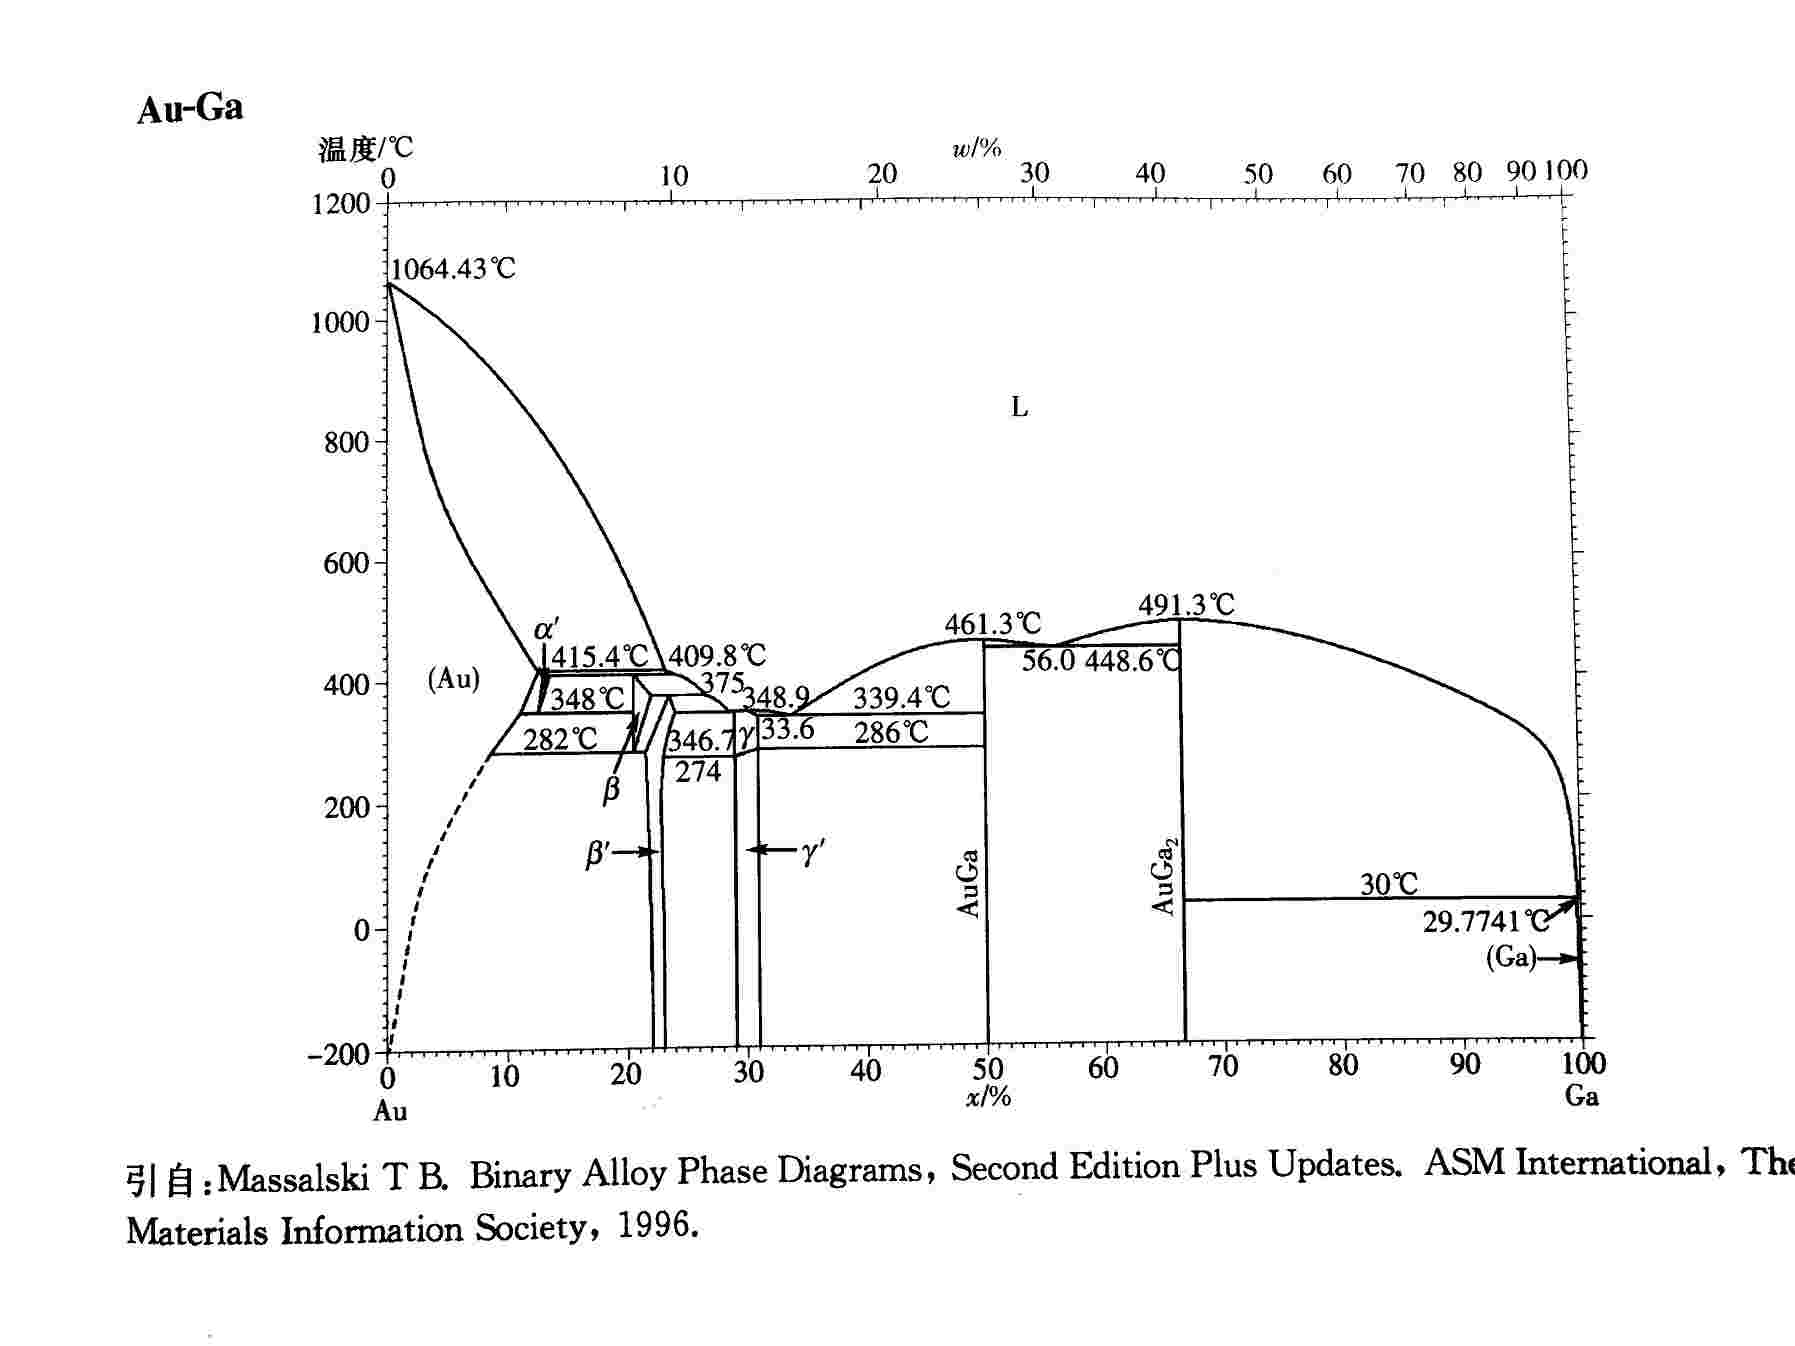 Au-Ga
温度/℃
w/%
0 10 20 30 40 50 60 70 80 90 100
1200
1064.43℃
1000
L
800
600
491.3℃
461.3℃
α′
415.4℃ 409.8℃
56.0 448.6℃
(Au)
400
375
348℃
348.9
339.4℃
33.6
282℃
346.7
γ
286℃
274
β
200
β′
γ′
AuGa
AuGa₂
30℃
29.7741℃
0
(Ga)
-200
0 10 20 30 40 50 60 70 80 90 100
Au
x/%
Ga
引自:Massalski T B. Binary Alloy Phase Diagrams, Second Edition Plus Updates. ASM International, The
Materials Information Society, 1996.